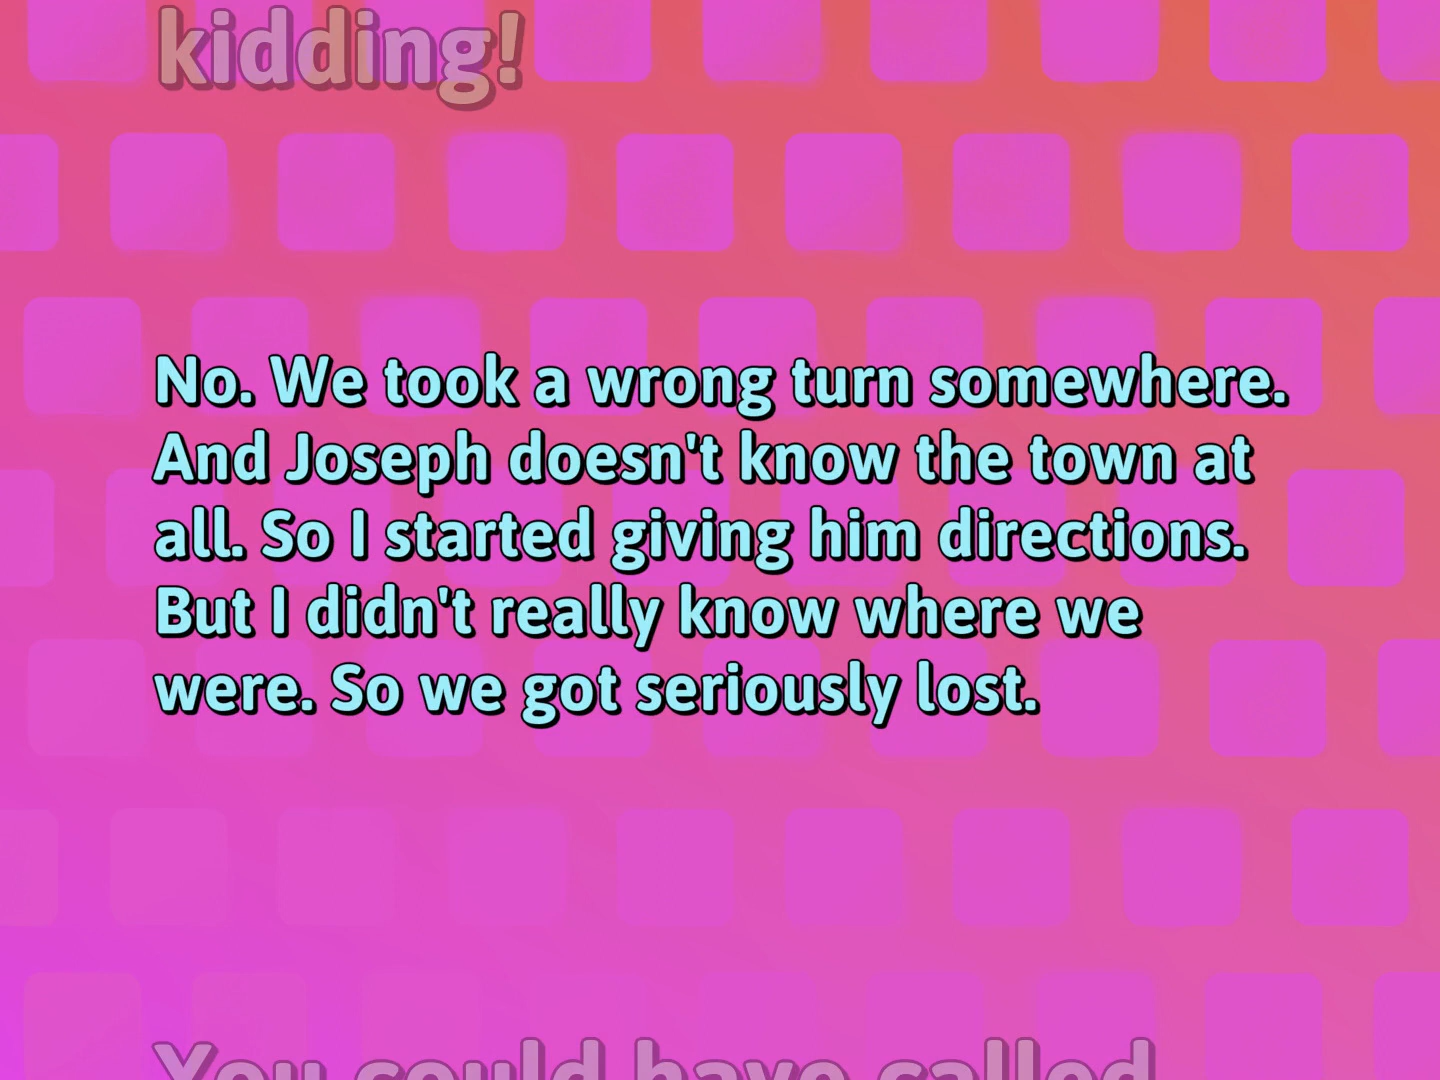 kidding!
No. We took a wrong turn somewhere.
And Joseph doesn't know the town at
all. So I started giving him directions.
But I didn't really know where we
were. So we got seriously lost.
You could have called